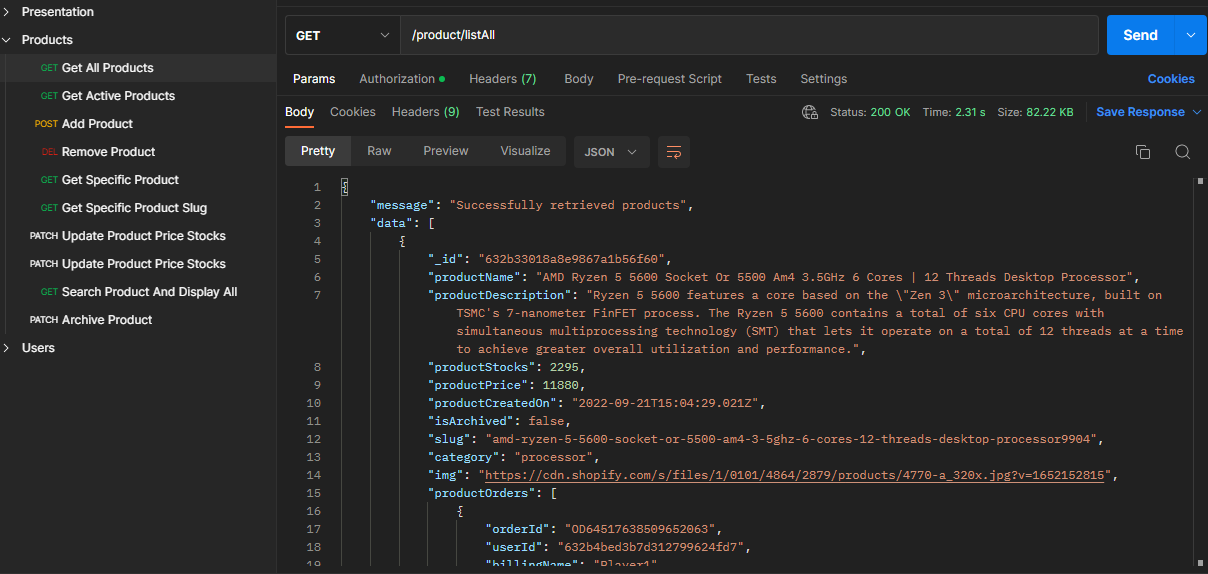 Presentation
Products
GET Get All Products
GET Get Active Products
POST Add Product
DEL Remove Product
GET Get Specific Product
GET Get Specific Product Slug
PATCH Update Product Price Stocks
PATCH Update Product Price Stocks
GET Search Product And Display All
PATCH Archive Product
Users
GET /product/listAll Send
Params Authorization Headers (7) Body Pre-request Script Tests Settings Cookies
Body Cookies Headers (9) Test Results Status: 200 OK Time: 2.31 s Size: 82.22 KB Save Response
Pretty Raw Preview Visualize JSON
1 {
2 "message": "Successfully retrieved products",
3 "data": [
4 {
5 "_id": "632b33018a8e9867a1b56f60",
6 "productName": "AMD Ryzen 5 5600 Socket Or 5500 Am4 3.5GHz 6 Cores | 12 Threads Desktop Processor",
7 "productDescription": "Ryzen 5 5600 features a core based on the \"Zen 3\" microarchitecture, built on
TSMC's 7-nanometer FinFET process. The Ryzen 5 5600 contains a total of six CPU cores with
simultaneous multiprocessing technology (SMT) that lets it operate on a total of 12 threads at a time
to achieve greater overall utilization and performance.",
8 "productStocks": 2295,
9 "productPrice": 11880,
10 "productCreatedOn": "2022-09-21T15:04:29.021Z",
11 "isArchived": false,
12 "slug": "amd-ryzen-5-5600-socket-or-5500-am4-3-5ghz-6-cores-12-threads-desktop-processor9904",
13 "category": "processor",
14 "img": "https://cdn.shopify.com/s/files/1/0101/4864/2879/products/4770-a_320x.jpg?v=1652152815",
15 "productOrders": [
16 {
17 "orderId": "OD64517638509652063",
18 "userId": "632b4bed3b7d312799624fd7",
19 "billingName": "Player1"